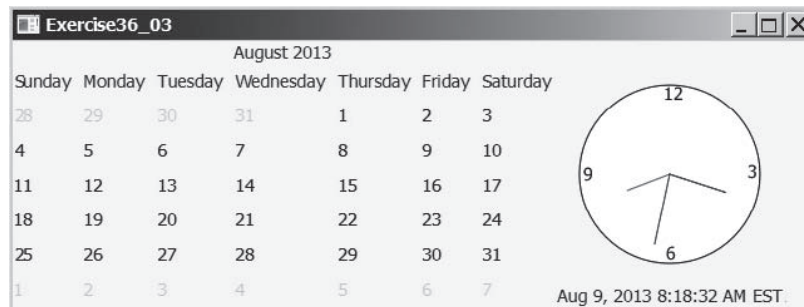 Exercise36_03
August 2013
Sunday Monday Tuesday Wednesday Thursday Friday Saturday
28 29 30 31 1 2 3
4 5 6 7 8 9 10
11 12 13 14 15 16 17
18 19 20 21 22 23 24
25 26 27 28 29 30 31
1 2 3 4 5 6 7
12
9 3
6
Aug 9, 2013 8:18:32 AM EST.